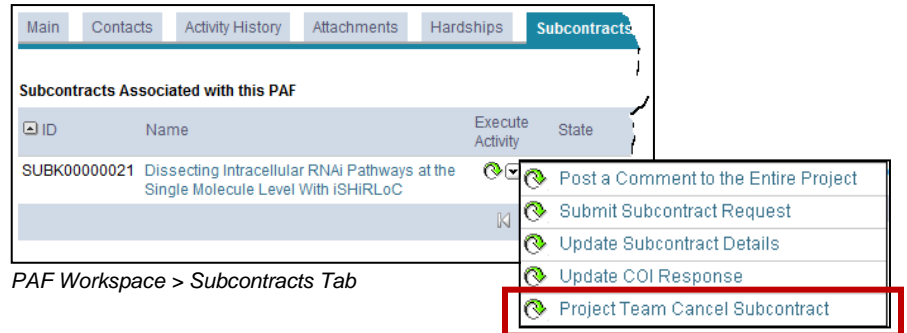 Main Contacts Activity History Attachments Hardships Subcontracts
Subcontracts Associated with this PAF
ID Name Execute Activity State
SUBK00000021 Dissecting Intracellular RNAi Pathways at the
Single Molecule Level With iSHiRLoC
Post a Comment to the Entire Project
Submit Subcontract Request
Update Subcontract Details
Update COI Response
Project Team Cancel Subcontract
PAF Workspace > Subcontracts Tab